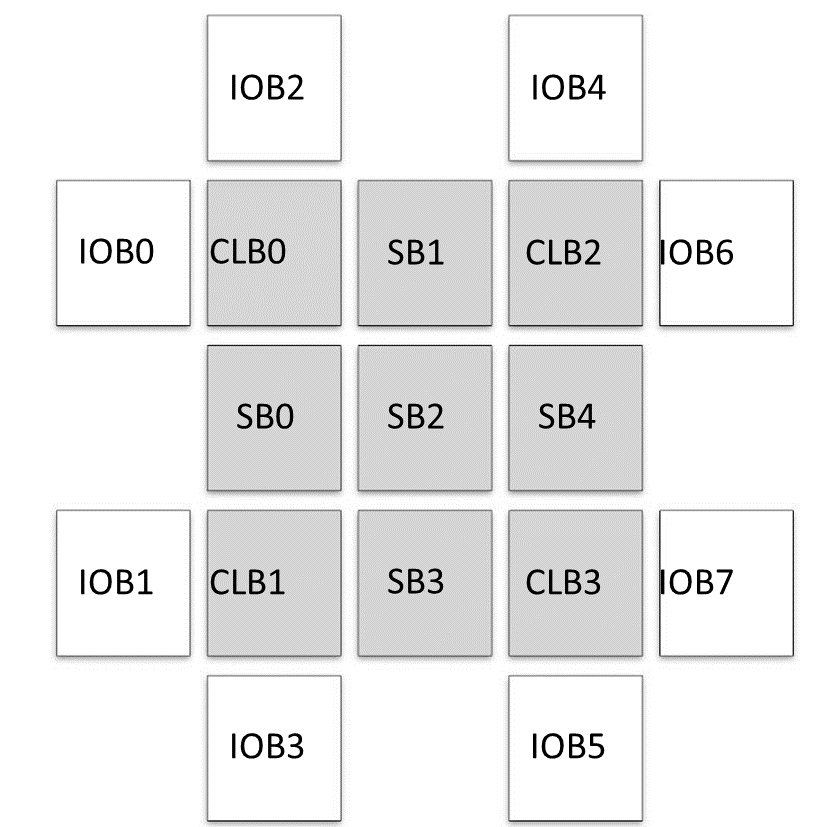 IOB2 IOB4
IOB0 CLB0 SB1 CLB2 IOB6
SB0 SB2 SB4
IOB1 CLB1 SB3 CLB3 IOB7
IOB3 IOB5